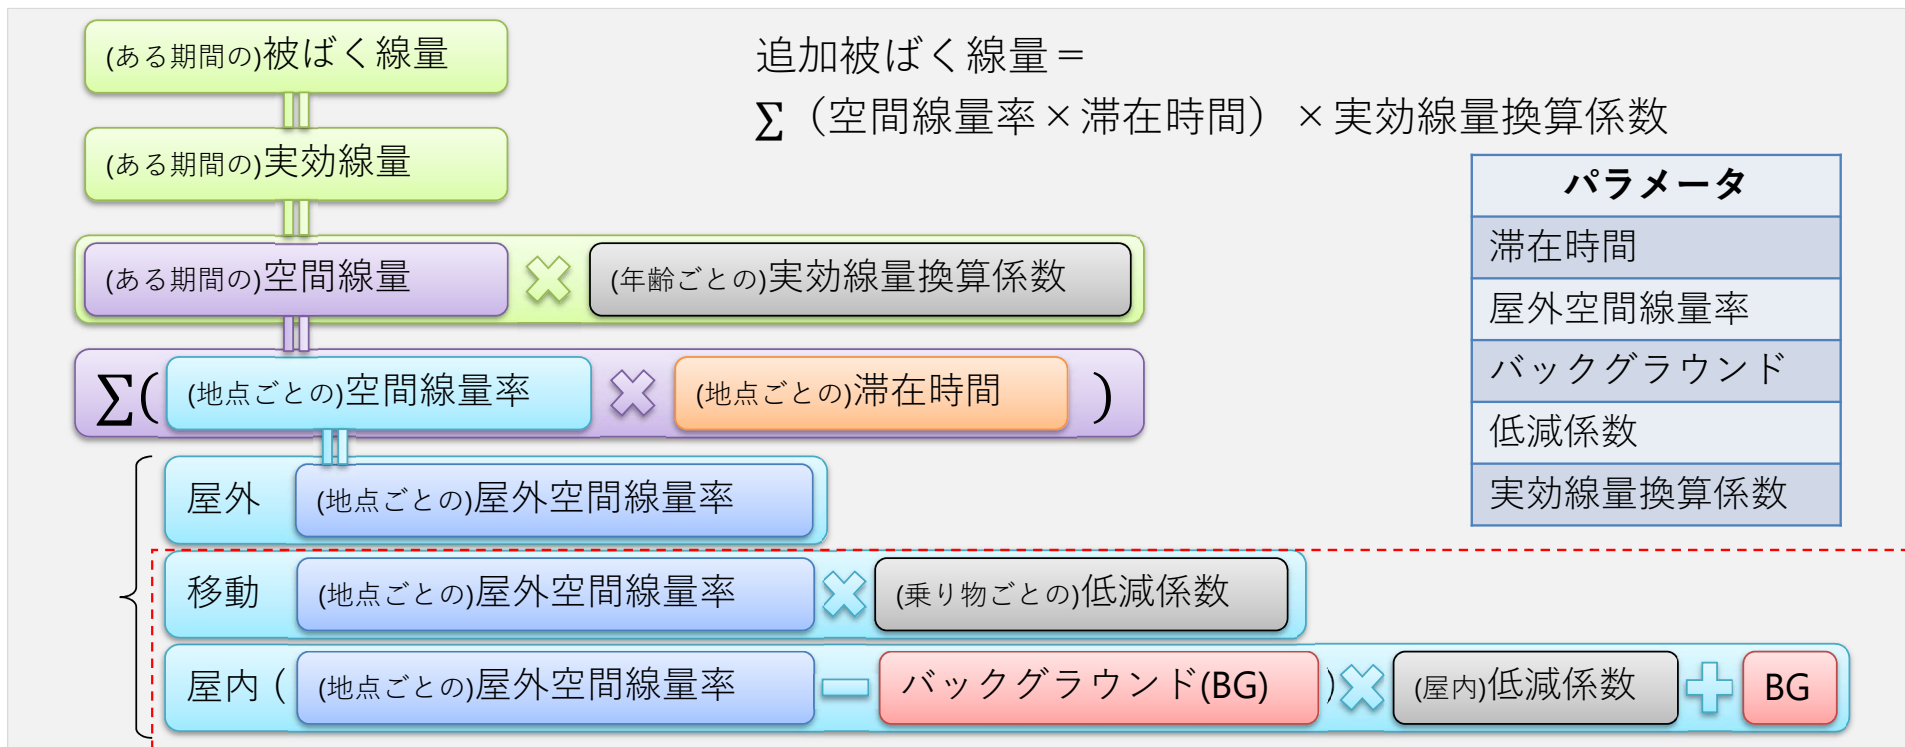 (ある期間の)被ばく線量
(ある期間の)実効線量
(ある期間の)空間線量 × (年齢ごとの)実効線量換算係数
∑( (地点ごとの)空間線量率 × (地点ごとの)滞在時間 )
屋外 (地点ごとの)屋外空間線量率
移動 (地点ごとの)屋外空間線量率 × (乗り物ごとの)低減係数
屋内 ( (地点ごとの)屋外空間線量率 − バックグラウンド(BG) ) × (屋内)低減係数 + BG
追加被ばく線量＝
∑（空間線量率×滞在時間）×実効線量換算係数
パラメータ
滞在時間
屋外空間線量率
バックグラウンド
低減係数
実効線量換算係数